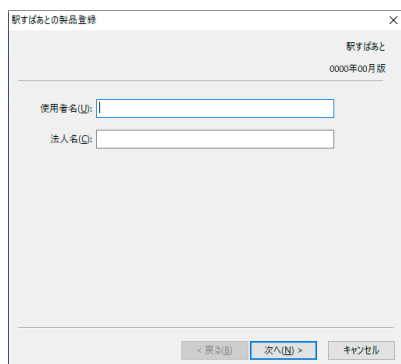 駅すぱあとの製品登録
駅すぱあと
0000年00月版
使用者名(U):
法人名(C):
< 戻る(B)
次へ(N) >
キャンセル